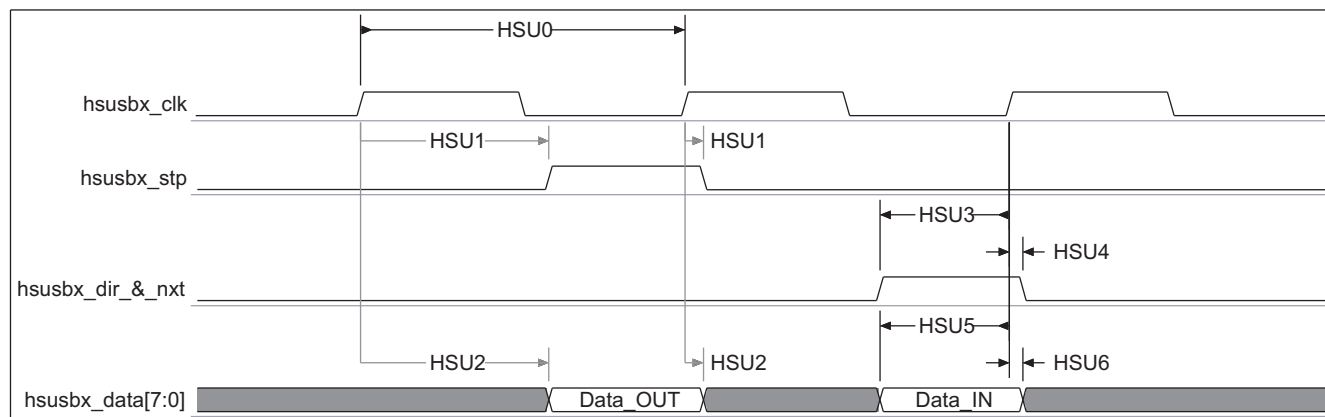 HSU0
hsusbx_clk
HSU1 HSU1
hsusbx_stp
HSU3
HSU4
hsusbx_dir_&_nxt
HSU5
HSU2 HSU2 HSU6
hsusbx_data[7:0] Data_OUT Data_IN